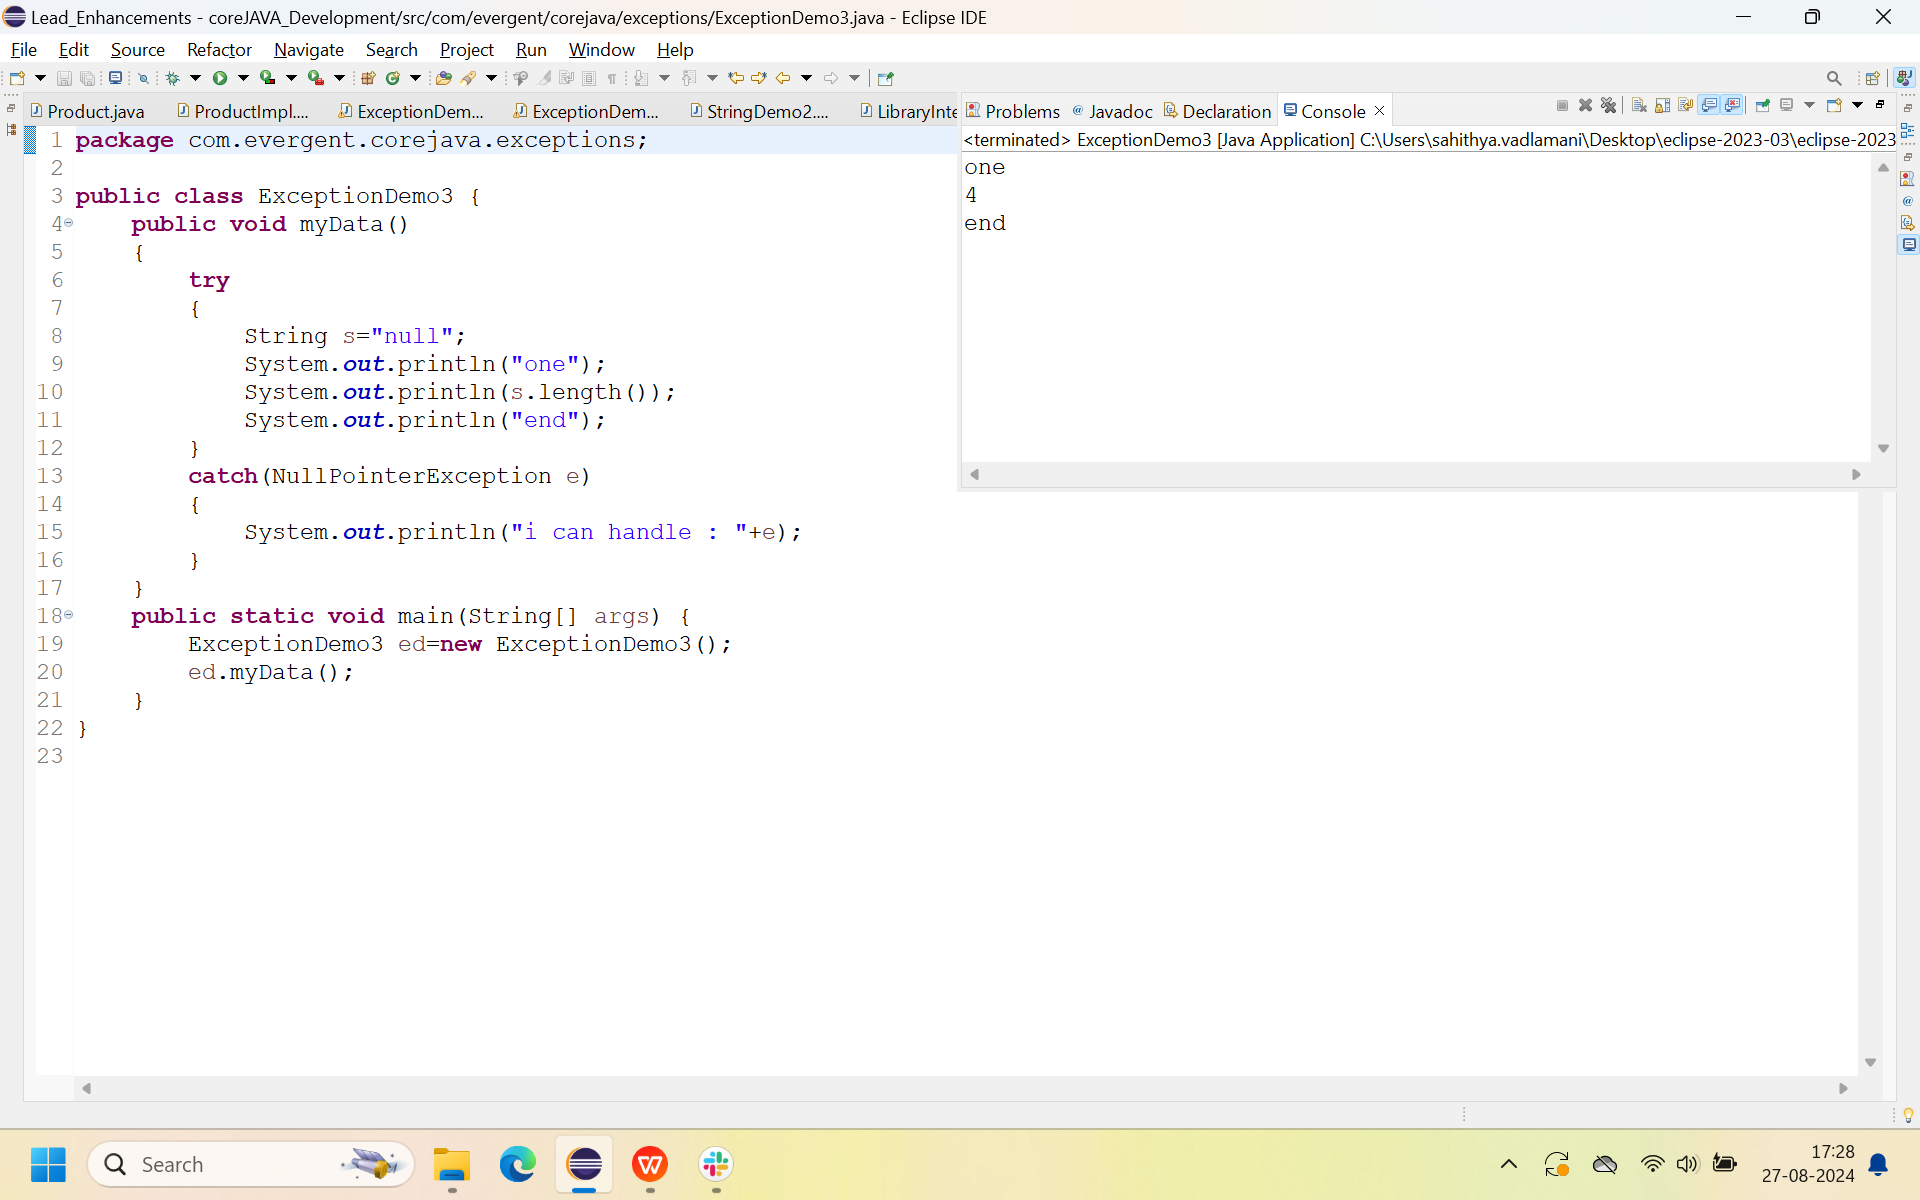 Lead_Enhancements - coreJAVA_Development/src/com/evergent/corejava/exceptions/ExceptionDemo3.java - Eclipse IDE
File Edit Source Refactor Navigate Search Project Run Window Help
Product.java ProductImpl.... ExceptionDem... ExceptionDem... StringDemo2.... LibraryInte
Problems @ Javadoc Declaration Console
<terminated> ExceptionDemo3 [Java Application] C:\Users\sahithya.vadlamani\Desktop\eclipse-2023-03\eclipse-2023
one
4
end
1 package com.evergent.corejava.exceptions;
2
3 public class ExceptionDemo3 {
4 public void myData()
5 {
6 try
7 {
8 String s="null";
9 System.out.println("one");
10 System.out.println(s.length());
11 System.out.println("end");
12 }
13 catch(NullPointerException e)
14 {
15 System.out.println("i can handle : "+e);
16 }
17 }
18 public static void main(String[] args) {
19 ExceptionDemo3 ed=new ExceptionDemo3();
20 ed.myData();
21 }
22 }
23
Search
17:28
27-08-2024